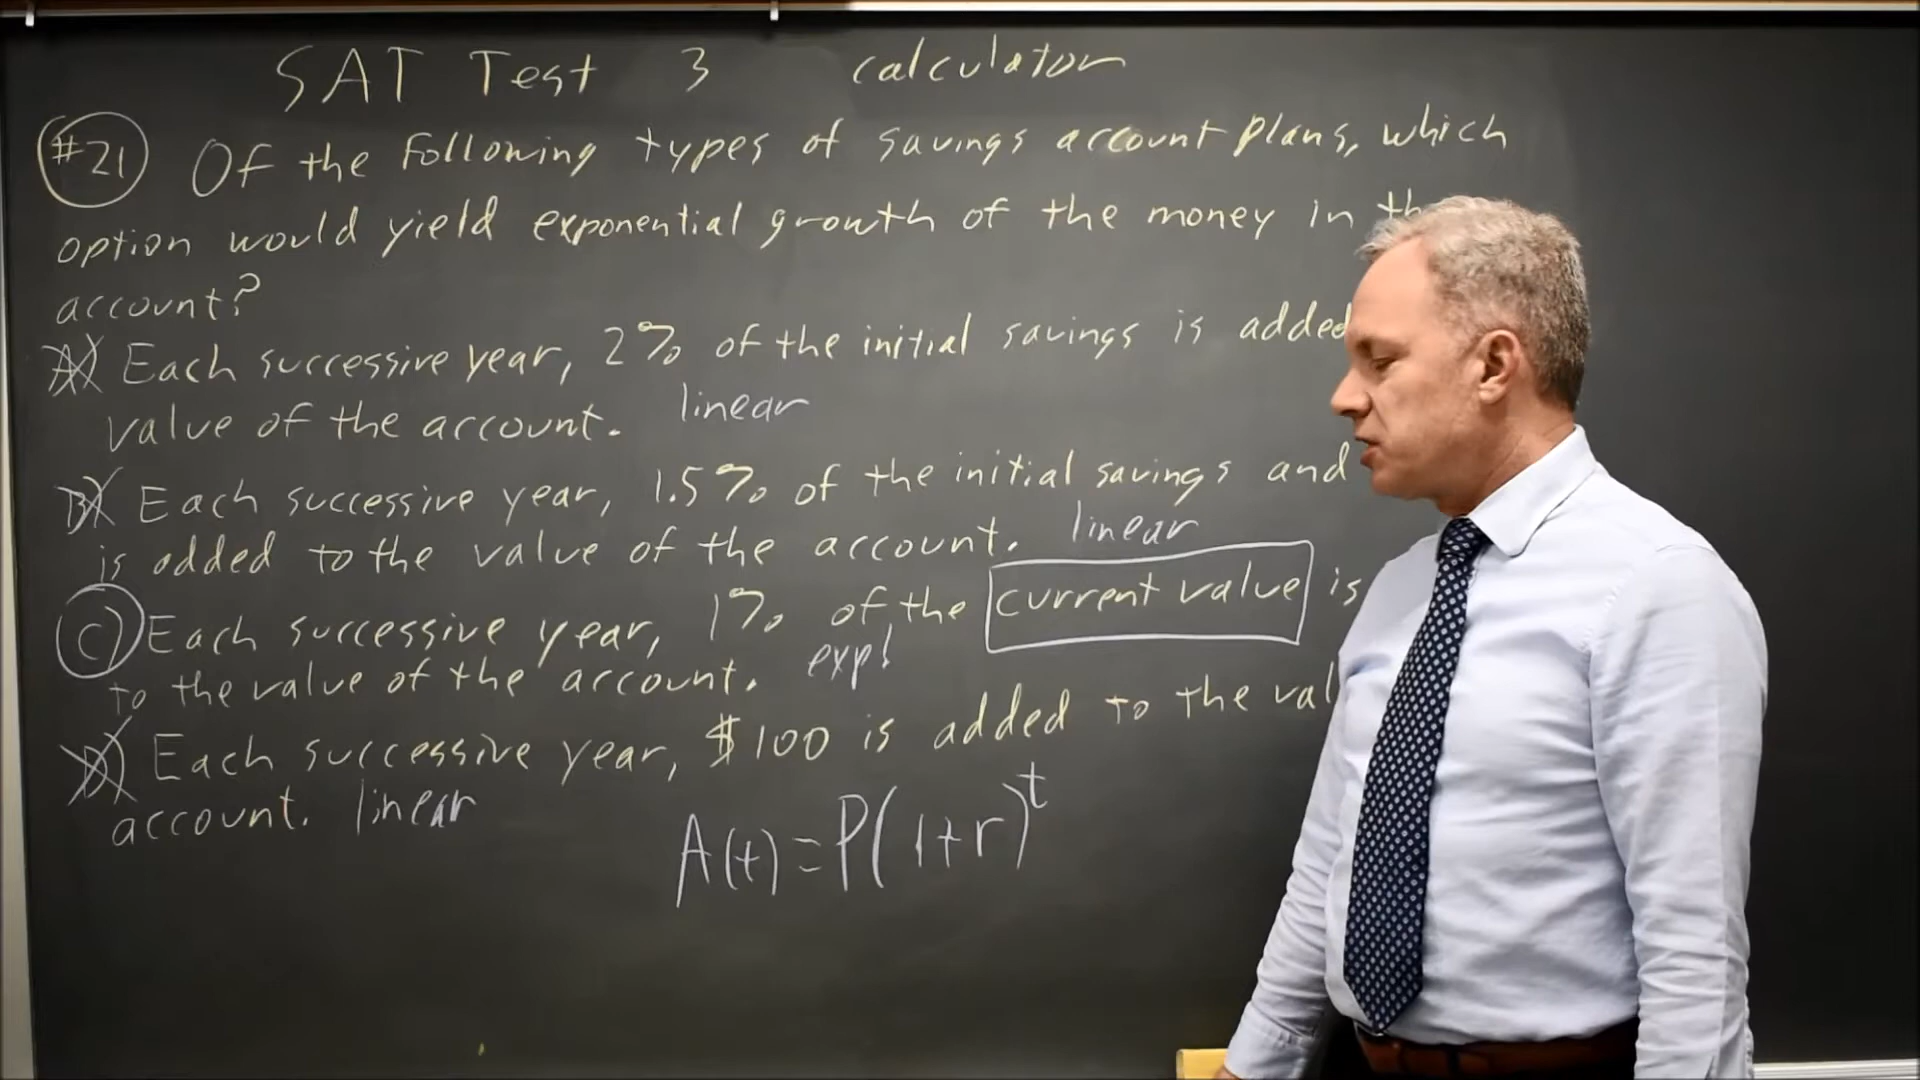 SAT Test 3 calculator
#21 Of the following types of savings account plans, which
option would yield exponential growth of the money in
account?
A) Each successive year, 2% of the initial savings is added
value of the account. linear
B) Each successive year, 1.5% of the initial savings and
is added to the value of the account. linear
C) Each successive year, 1% of the current value is
to the value of the account. exp!
D) Each successive year, $100 is added to the
account. linear
A(t)=P(1+r)^t